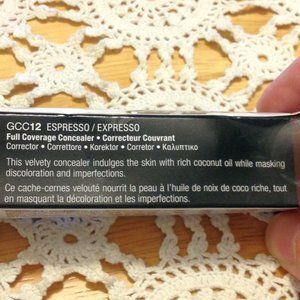 GCC12 ESPRESSO / EXPRESSO
Full Coverage Concealer • Correcteur Couvrant
Corrector • Correttore • Korektor • Corretor • Καλυπτικο
This velvety concealer indulges the skin with rich coconut oil while masking
discoloration and imperfections.
Ce cache-cernes velouté nourrit la peau à l'huile de noix de coco riche, tout
en masquant la décoloration et les imperfections.